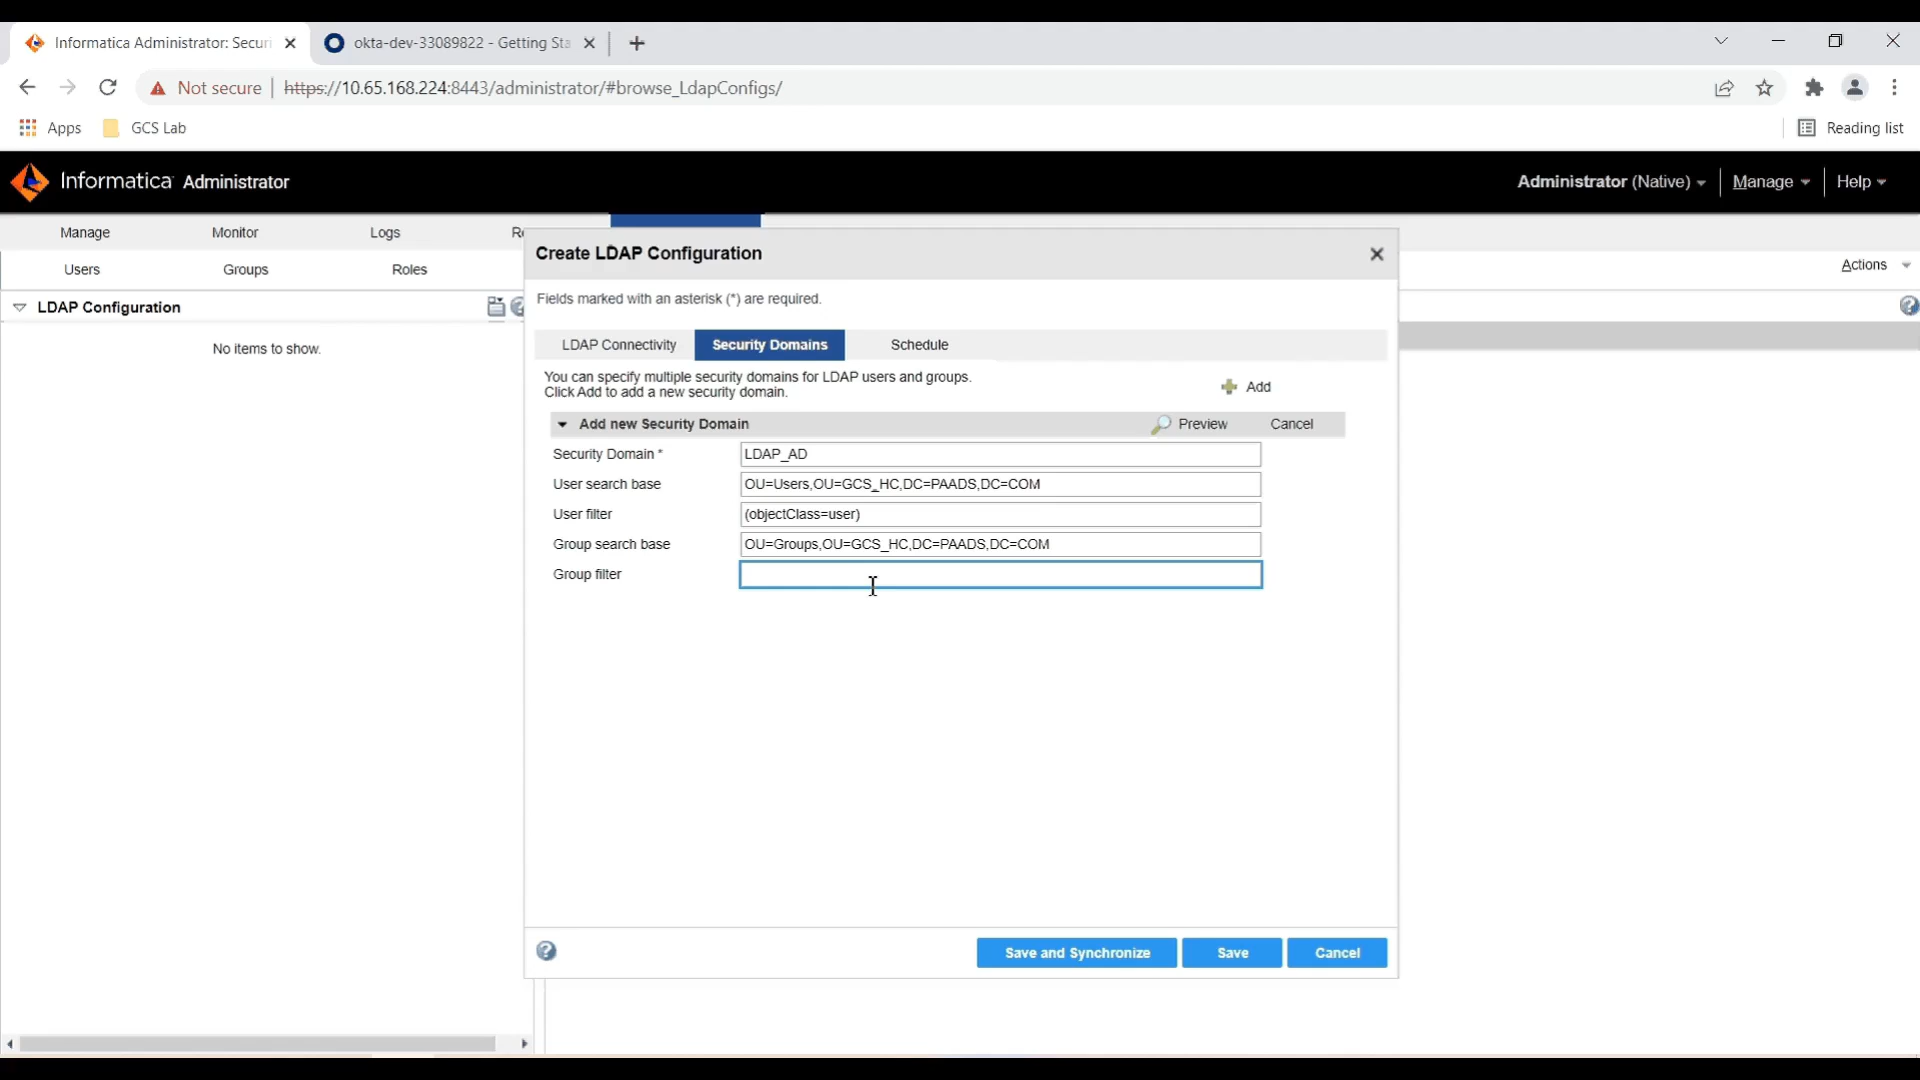 Informatica Administrator: Securi
okta-dev-33089822 - Getting Sta
Not secure https://10.65.168.224:8443/administrator/#browse_LdapConfigs/
Apps GCS Lab Reading list
Informatica Administrator Administrator (Native) Manage Help
Manage Monitor Logs Re
Users Groups Roles Actions
LDAP Configuration
No items to show.
Create LDAP Configuration
Fields marked with an asterisk (*) are required.
LDAP Connectivity Security Domains Schedule
You can specify multiple security domains for LDAP users and groups.
Click Add to add a new security domain.
Add
Add new Security Domain Preview Cancel
Security Domain * LDAP_AD
User search base OU=Users,OU=GCS_HC,DC=PAADS,DC=COM
User filter (objectClass=user)
Group search base OU=Groups,OU=GCS_HC,DC=PAADS,DC=COM
Group filter
Save and Synchronize Save Cancel